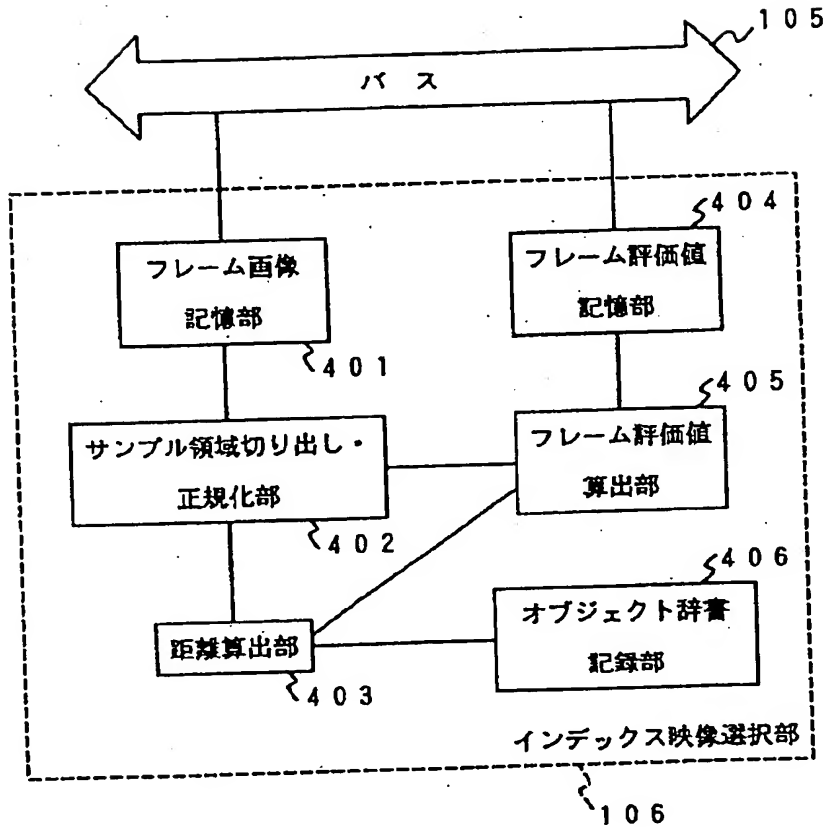 105
バス
404
フレーム画像
記憶部
401
フレーム評価値
記憶部
405
サンプル領域切り出し・
正規化部
402
フレーム評価値
算出部
406
距離算出部
403
オブジェクト辞書
記録部
インデックス映像選択部
106